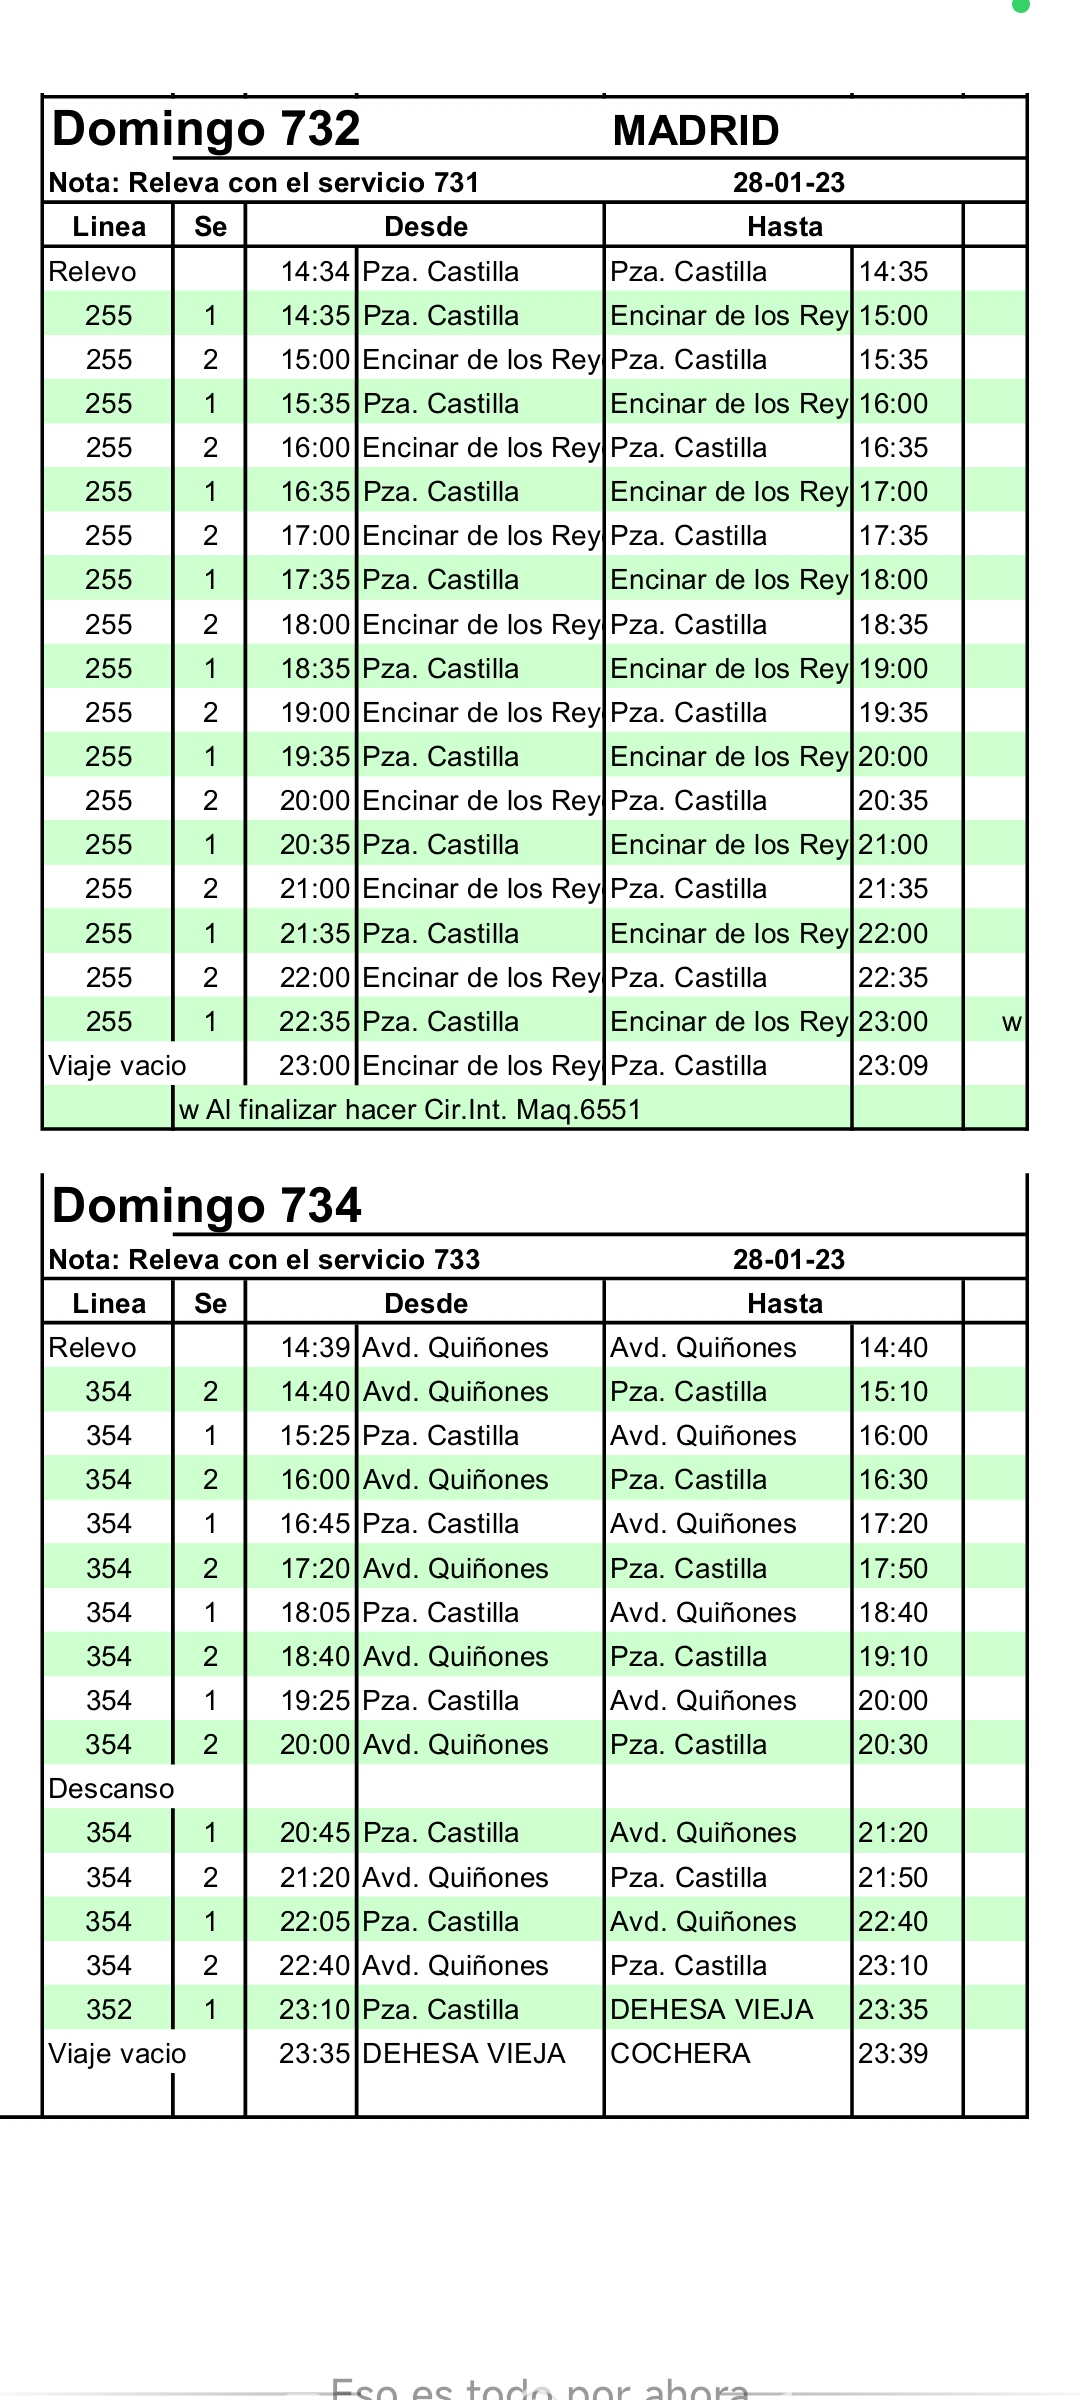 Domingo 732 MADRID
Nota: Releva con el servicio 731 28-01-23
Linea Se Desde Hasta
Relevo 14:34 Pza. Castilla Pza. Castilla 14:35
255 1 14:35 Pza. Castilla Encinar de los Rey 15:00
255 2 15:00 Encinar de los Rey Pza. Castilla 15:35
255 1 15:35 Pza. Castilla Encinar de los Rey 16:00
255 2 16:00 Encinar de los Rey Pza. Castilla 16:35
255 1 16:35 Pza. Castilla Encinar de los Rey 17:00
255 2 17:00 Encinar de los Rey Pza. Castilla 17:35
255 1 17:35 Pza. Castilla Encinar de los Rey 18:00
255 2 18:00 Encinar de los Rey Pza. Castilla 18:35
255 1 18:35 Pza. Castilla Encinar de los Rey 19:00
255 2 19:00 Encinar de los Rey Pza. Castilla 19:35
255 1 19:35 Pza. Castilla Encinar de los Rey 20:00
255 2 20:00 Encinar de los Rey Pza. Castilla 20:35
255 1 20:35 Pza. Castilla Encinar de los Rey 21:00
255 2 21:00 Encinar de los Rey Pza. Castilla 21:35
255 1 21:35 Pza. Castilla Encinar de los Rey 22:00
255 2 22:00 Encinar de los Rey Pza. Castilla 22:35
255 1 22:35 Pza. Castilla Encinar de los Rey 23:00 w
Viaje vacio 23:00 Encinar de los Rey Pza. Castilla 23:09
w Al finalizar hacer Cir.Int. Maq.6551
Domingo 734
Nota: Releva con el servicio 733 28-01-23
Linea Se Desde Hasta
Relevo 14:39 Avd. Quiñones Avd. Quiñones 14:40
354 2 14:40 Avd. Quiñones Pza. Castilla 15:10
354 1 15:25 Pza. Castilla Avd. Quiñones 16:00
354 2 16:00 Avd. Quiñones Pza. Castilla 16:30
354 1 16:45 Pza. Castilla Avd. Quiñones 17:20
354 2 17:20 Avd. Quiñones Pza. Castilla 17:50
354 1 18:05 Pza. Castilla Avd. Quiñones 18:40
354 2 18:40 Avd. Quiñones Pza. Castilla 19:10
354 1 19:25 Pza. Castilla Avd. Quiñones 20:00
354 2 20:00 Avd. Quiñones Pza. Castilla 20:30
Descanso
354 1 20:45 Pza. Castilla Avd. Quiñones 21:20
354 2 21:20 Avd. Quiñones Pza. Castilla 21:50
354 1 22:05 Pza. Castilla Avd. Quiñones 22:40
354 2 22:40 Avd. Quiñones Pza. Castilla 23:10
352 1 23:10 Pza. Castilla DEHESA VIEJA 23:35
Viaje vacio 23:35 DEHESA VIEJA COCHERA 23:39
Eso es todo por ahora